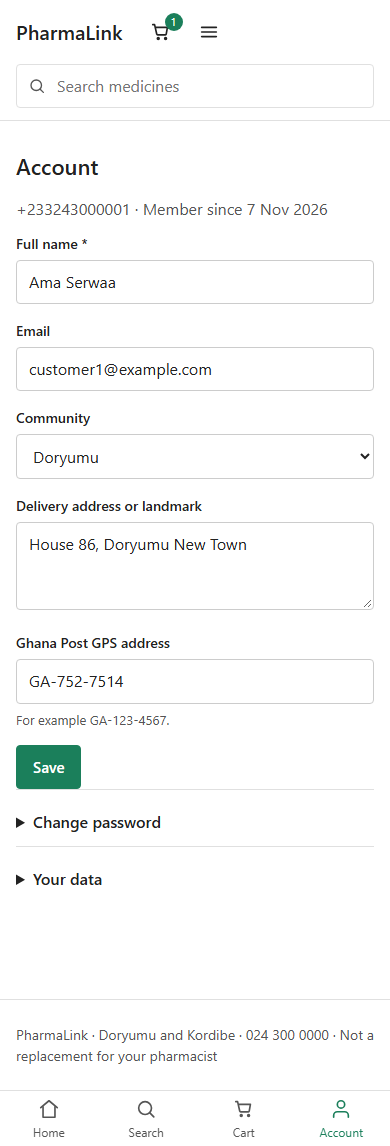 PharmaLink
1
Search medicines
Account
+233243000001 · Member since 7 Nov 2026
Full name *
Ama Serwaa
Email
customer1@example.com
Community
Doryumu
Delivery address or landmark
House 86, Doryumu New Town
Ghana Post GPS address
GA-752-7514
For example GA-123-4567.
Save
Change password
Your data
PharmaLink · Doryumu and Kordibe · 024 300 0000 · Not a
replacement for your pharmacist
Home
Search
Cart
Account